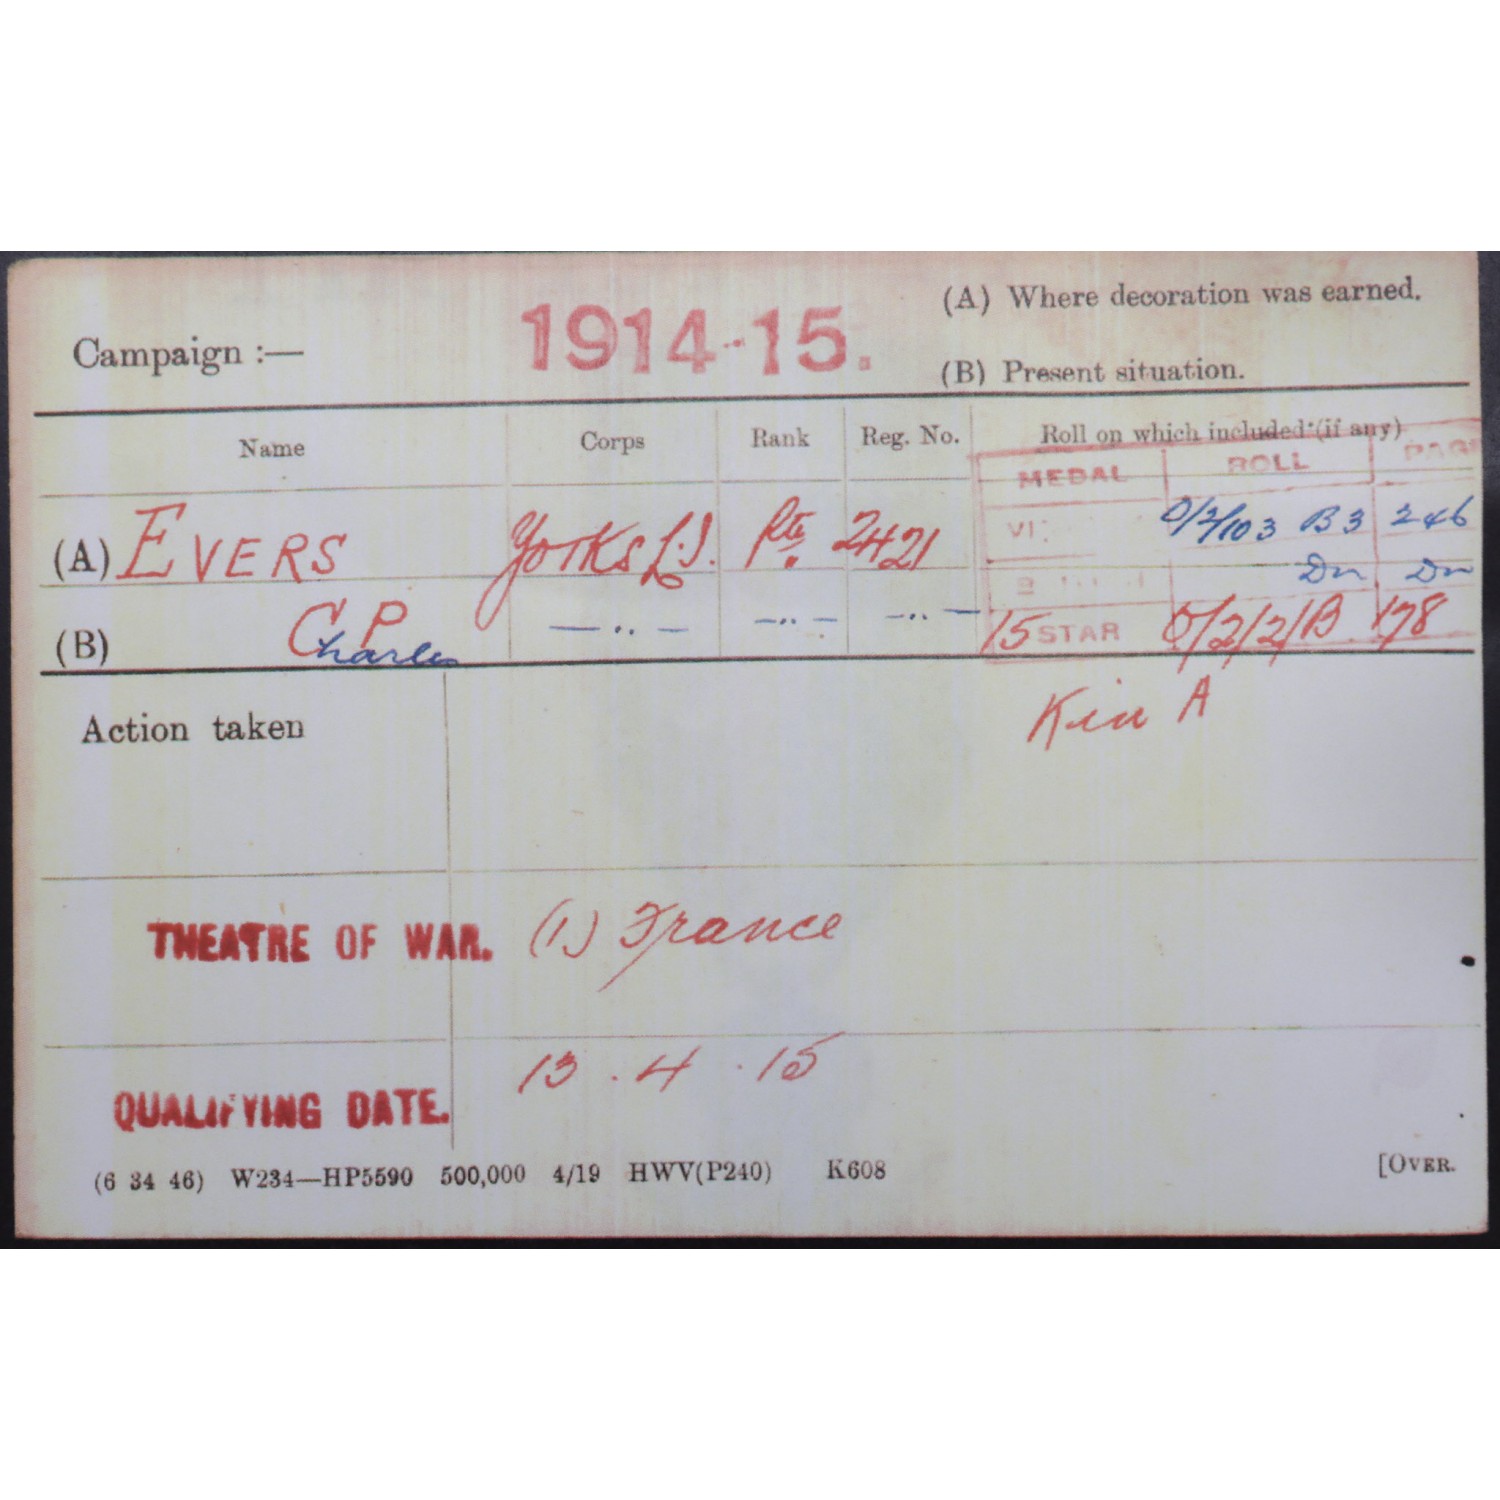 Campaign :— 1914-15. (A) Where decoration was earned.
(B) Present situation.
Name Corps Rank Reg. No. Roll on which included (if any)
MEDAL ROLL PAGE
(A) EVERS Yorks L.I. Pte. 2421 VI O/2/103 B3 246
Do Do
(B) C P —..— —..— —..— 15 STAR O/2/2/B 178
Charles
Action taken
K in A
THEATRE OF WAR. (1) France
QUALIFYING DATE. 13 . 4 . 15
(6 34 46) W234—HP5590 500,000 4/19 HWV(P240) K608 [OVER.